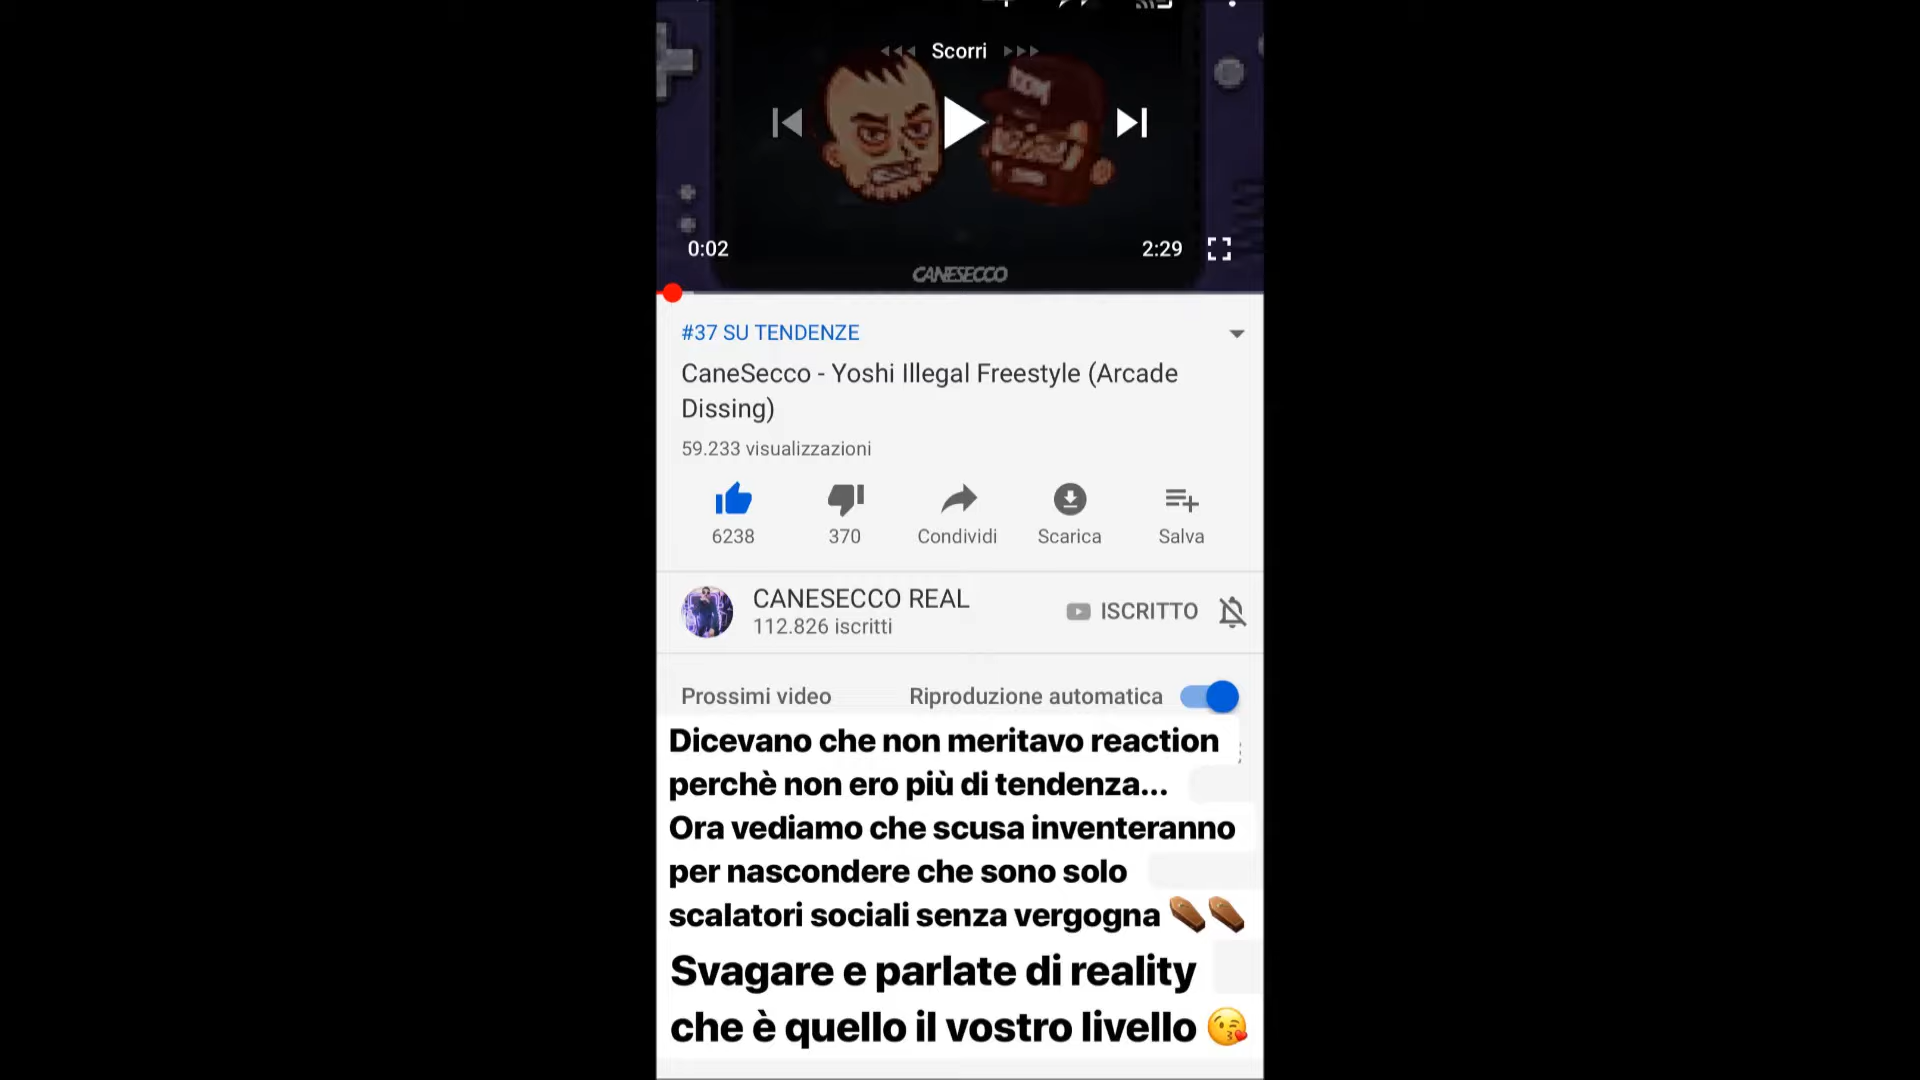 Scorri
0:02
2:29
CANESECCO
#37 SU TENDENZE
CaneSecco - Yoshi Illegal Freestyle (Arcade
Dissing)
59.233 visualizzazioni
6238
370
Condividi
Scarica
Salva
CANESECCO REAL
112.826 iscritti
ISCRITTO
Prossimi video
Riproduzione automatica
Dicevano che non meritavo reaction
perchè non ero più di tendenza...
Ora vediamo che scusa inventeranno
per nascondere che sono solo
scalatori sociali senza vergogna ⚰️⚰️
Svagare e parlate di reality
che è quello il vostro livello 😘